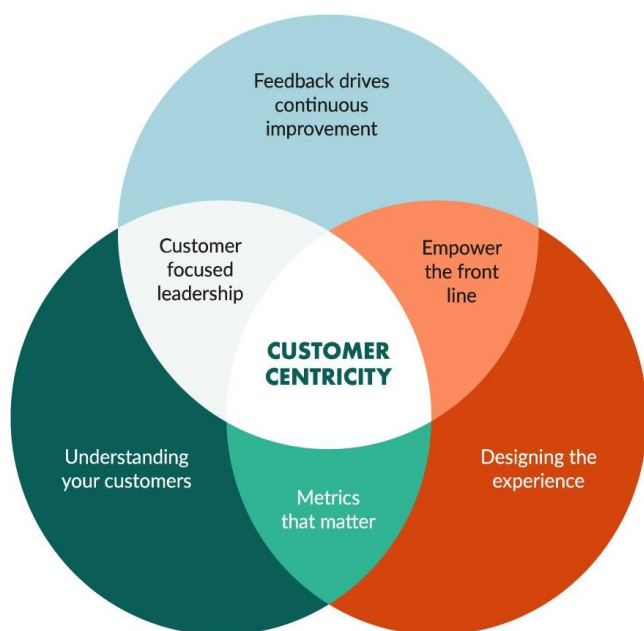 Feedback drives
continuous
improvement
Customer
focused
leadership
Empower
the front
line
CUSTOMER
CENTRICITY
Understanding
your customers
Designing the
experience
Metrics
that matter